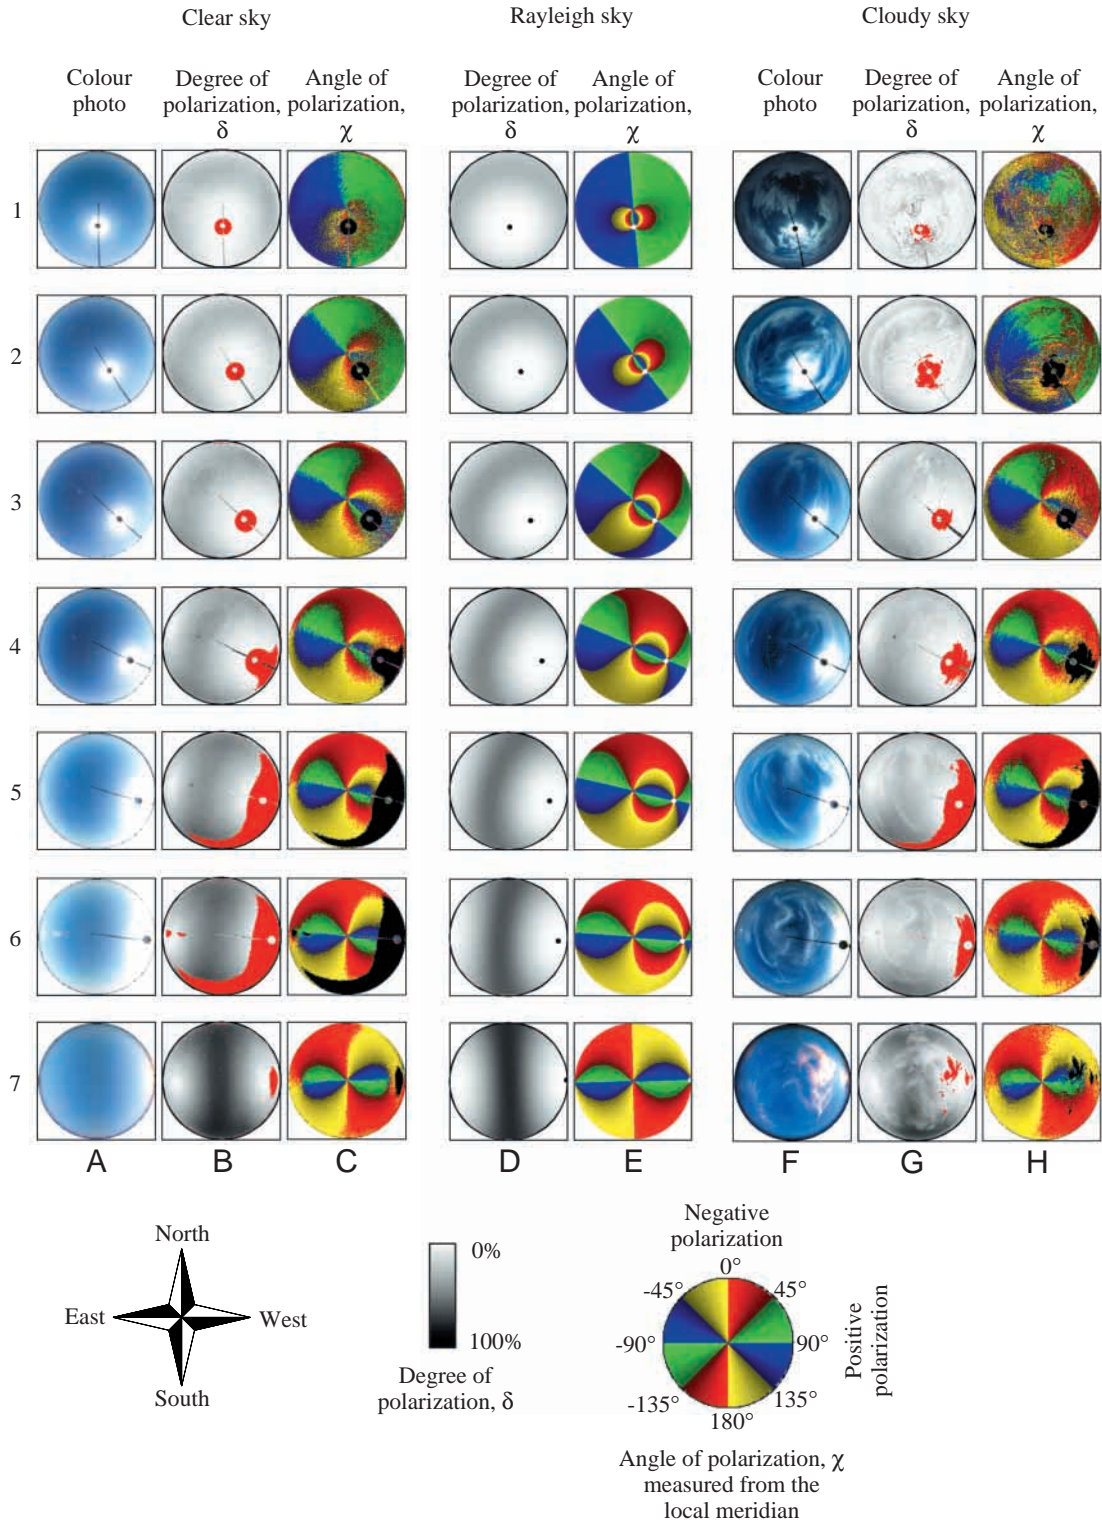 Clear sky
Rayleigh sky
Cloudy sky
Colour
photo
Degree of
polarization,
δ
Angle of
polarization,
χ
Degree of
polarization,
δ
Angle of
polarization,
χ
Colour
photo
Degree of
polarization,
δ
Angle of
polarization,
χ
1
2
3
4
5
6
7
A B C D E F G H
North
East
West
South
0%
100%
Degree of
polarization, δ
Negative
polarization
0°
-45° 45°
-90° 90°
-135° 135°
180°
Positive
polarization
Angle of polarization, χ
measured from the
local meridian